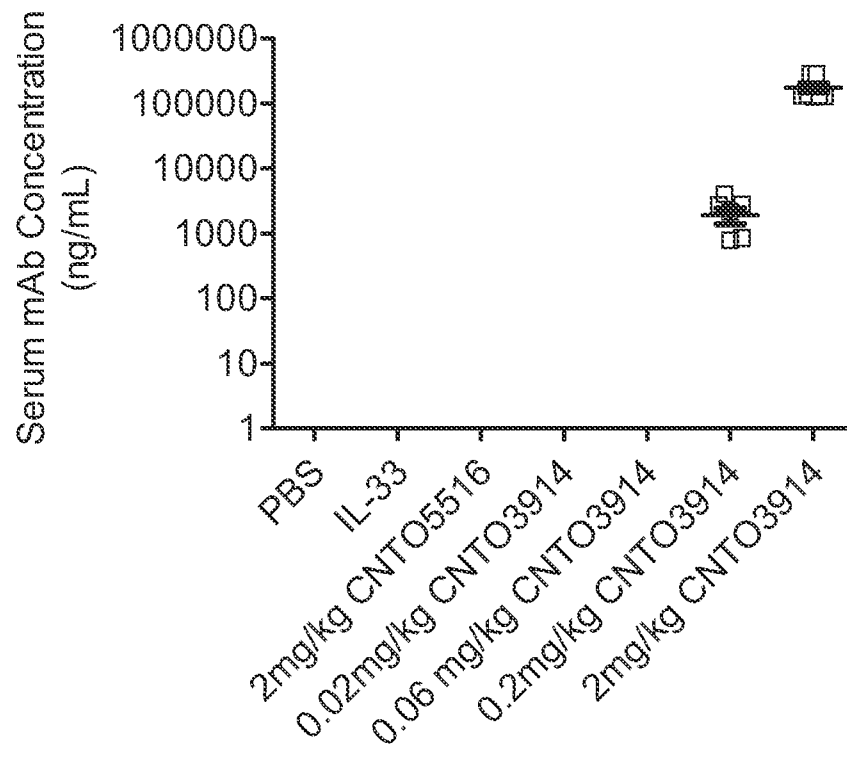 Serum mAb Concentration
(ng/mL)
1000000
100000
10000
1000
100
10
1
PBS
IL-33
2mg/kg CNTO5516
0.02mg/kg CNTO3914
0.06 mg/kg CNTO3914
0.2mg/kg CNTO3914
2mg/kg CNTO3914